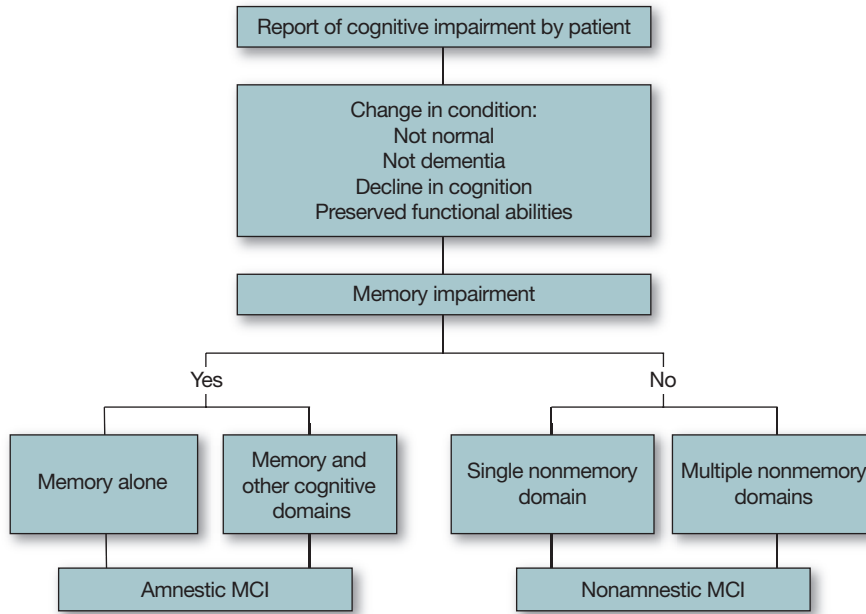 Report of cognitive impairment by patient
Change in condition:
Not normal
Not dementia
Decline in cognition
Preserved functional abilities
Memory impairment
Yes
No
Memory alone
Memory and
other cognitive
domains
Single nonmemory
domain
Multiple nonmemory
domains
Amnestic MCI
Nonamnestic MCI